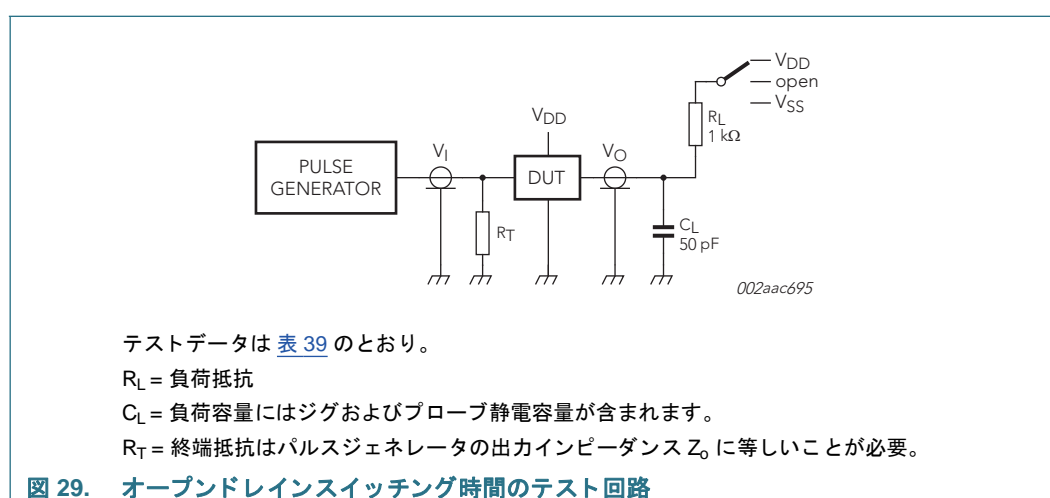 VDD
open
VSS
RL
1 kΩ
VDD
VI
VO
PULSE
GENERATOR
DUT
RT
CL
50 pF
002aac695
テストデータは 表 39 のとおり。
RL = 負荷抵抗
CL = 負荷容量にはジグおよびプローブ静電容量が含まれます。
RT = 終端抵抗はパルスジェネレータの出力インピーダンス Zo に等しいことが必要。
図 29. オープンドレインスイッチング時間のテスト回路